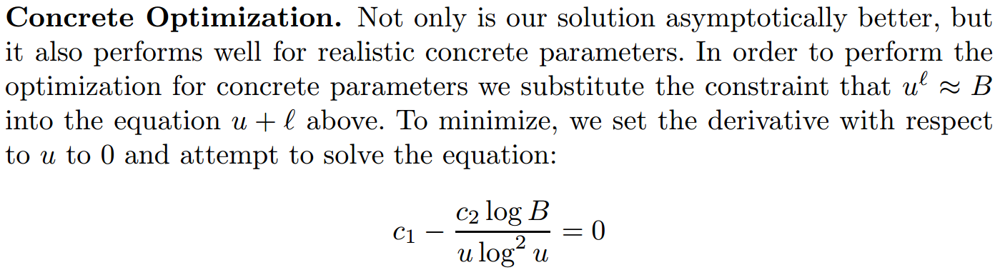 Concrete Optimization. Not only is our solution asymptotically better, but
it also performs well for realistic concrete parameters. In order to perform the
optimization for concrete parameters we substitute the constraint that $u^\ell \approx B$
into the equation $u + \ell$ above. To minimize, we set the derivative with respect
to $u$ to 0 and attempt to solve the equation:
$c_1 - \frac{c_2 \log B}{u \log^2 u} = 0$